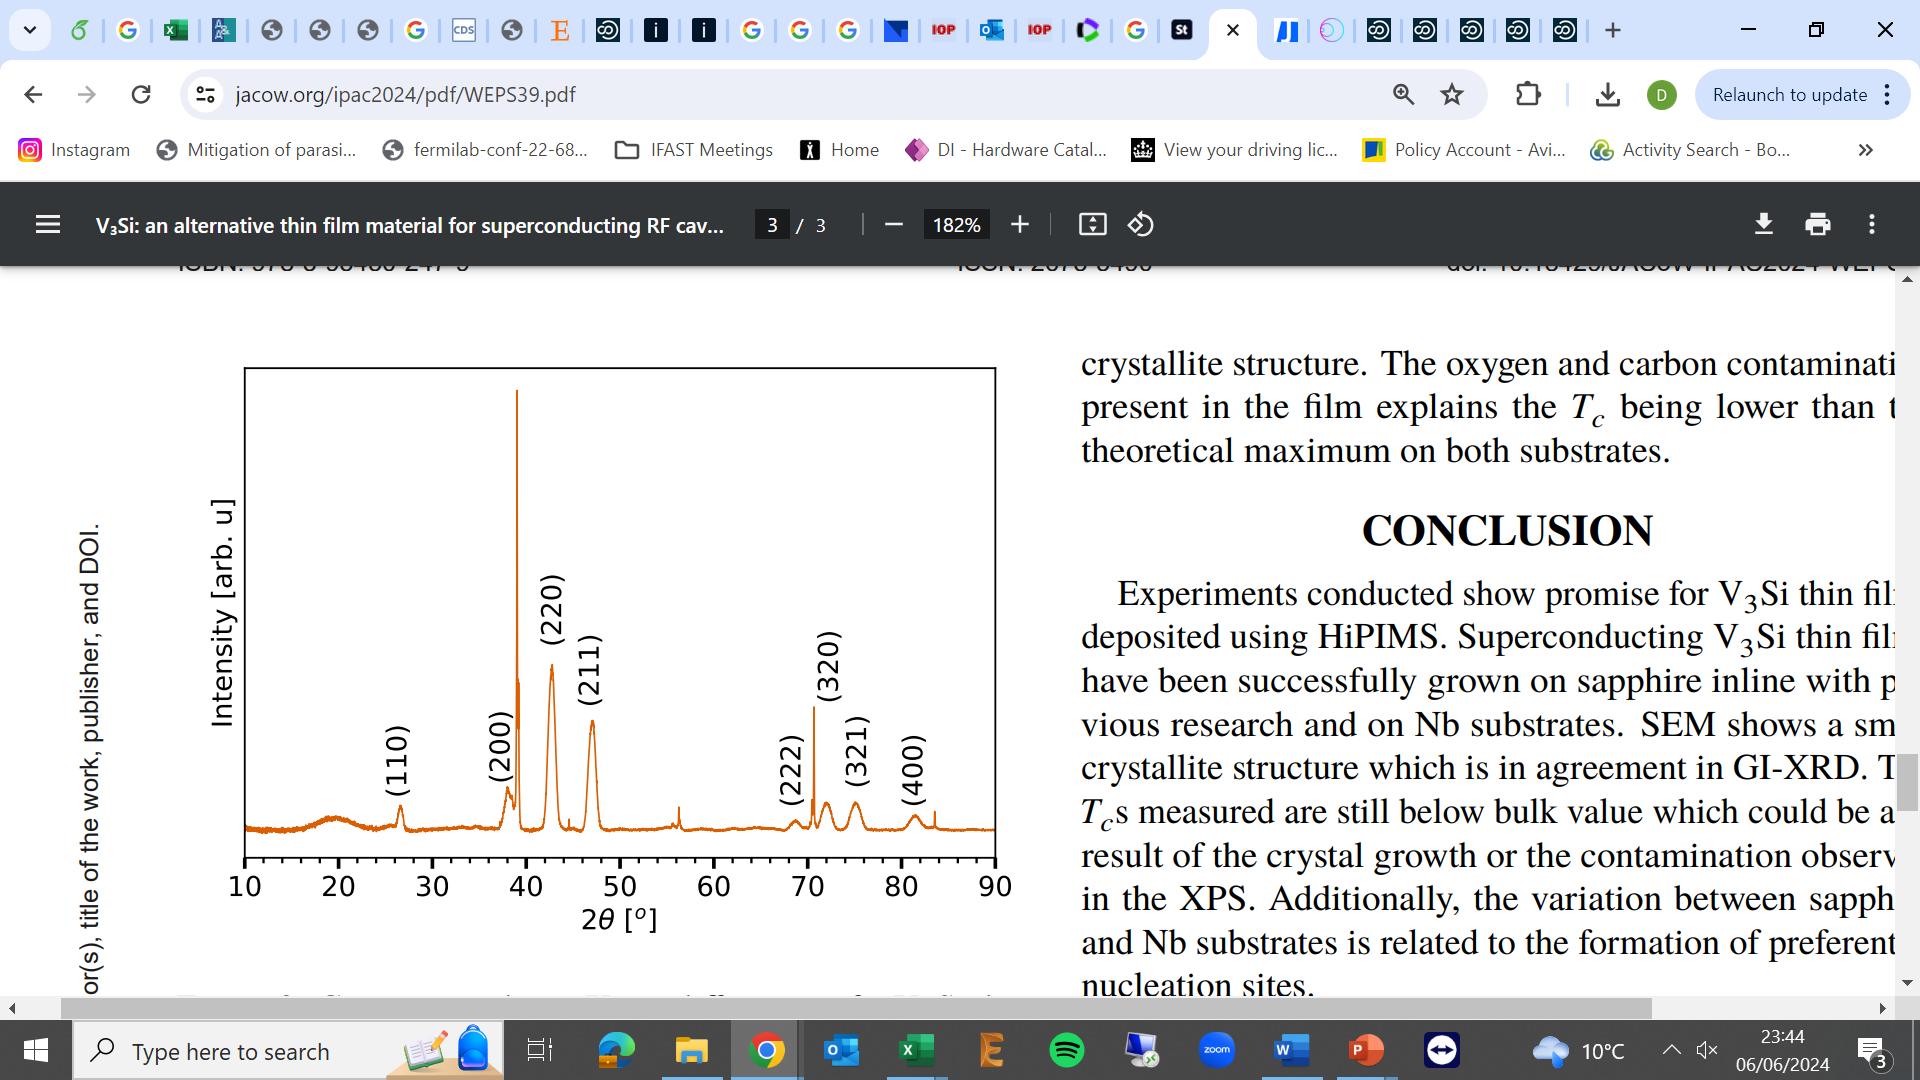 CDS
IOP
IOP
St
jacow.org/ipac2024/pdf/WEPS39.pdf
D
Relaunch to update
Instagram
Mitigation of parasi...
fermilab-conf-22-68...
IFAST Meetings
Home
DI - Hardware Catal...
View your driving lic...
Policy Account - Avi...
Activity Search - Bo...
V₃Si: an alternative thin film material for superconducting RF cav...
3 / 3
182%
or(s), title of the work, publisher, and DOI.
Intensity [arb. u]
(110)
(200)
(220)
(211)
(222)
(320)
(321)
(400)
10 20 30 40 50 60 70 80 90
2θ [°]
crystallite structure. The oxygen and carbon contaminati
present in the film explains the Tc being lower than t
theoretical maximum on both substrates.
CONCLUSION
Experiments conducted show promise for V₃Si thin fil
deposited using HiPIMS. Superconducting V₃Si thin fil
have been successfully grown on sapphire inline with p
vious research and on Nb substrates. SEM shows a sm
crystallite structure which is in agreement in GI-XRD. T
Tcs measured are still below bulk value which could be a
result of the crystal growth or the contamination observ
in the XPS. Additionally, the variation between sapph
and Nb substrates is related to the formation of preferent
nucleation sites.
Type here to search
zoom
10°C
23:44
06/06/2024
3